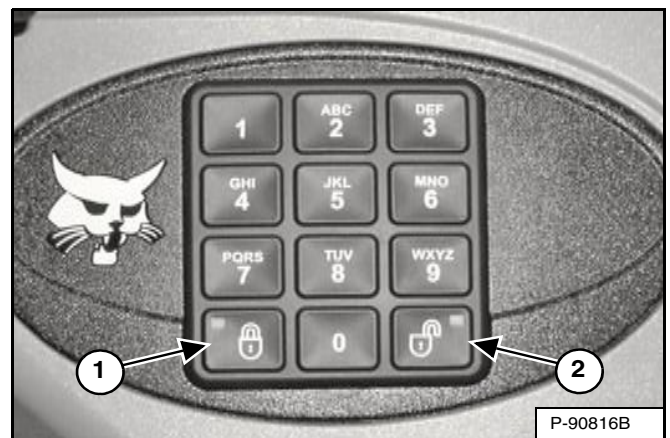 1
ABC
2
DEF
3
GHI
4
JKL
5
MNO
6
PQRS
7
TUV
8
WXYZ
9
0
1
2
P-90816B